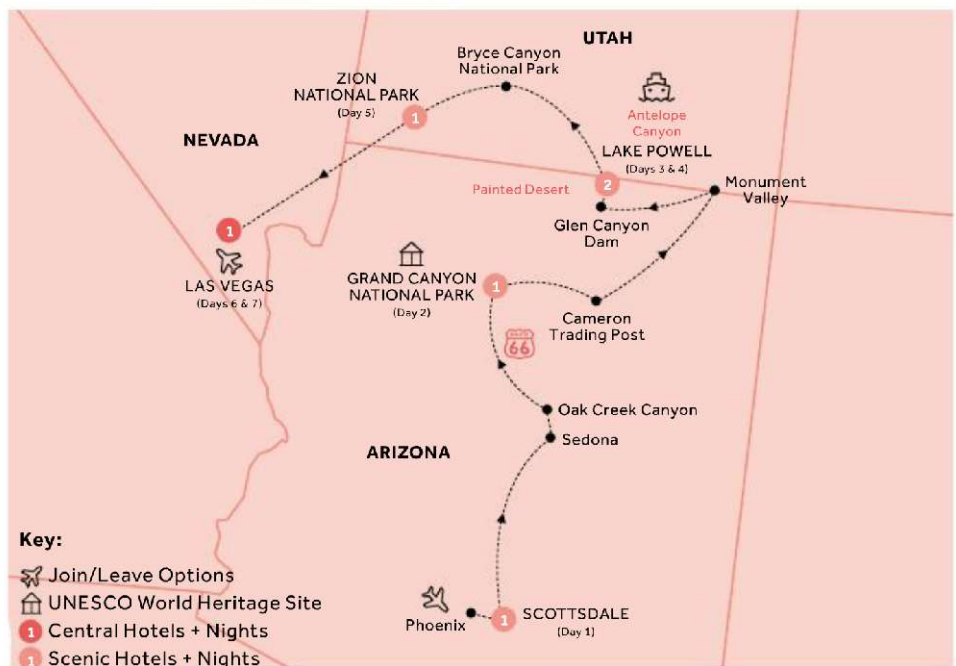 UTAH
Bryce Canyon
National Park
ZION
NATIONAL PARK
(Day 5)
1
NEVADA
Antelope
Canyon
LAKE POWELL
(Days 3 & 4)
2
Painted Desert
Monument
Valley
Glen Canyon
Dam
1
LAS VEGAS
(Days 6 & 7)
GRAND CANYON
NATIONAL PARK
(Day 2)
1
Cameron
Trading Post
66
Oak Creek Canyon
Sedona
ARIZONA
Phoenix
1
SCOTTSDALE
(Day 1)
Key:
Join/Leave Options
UNESCO World Heritage Site
1 Central Hotels + Nights
1 Scenic Hotels + Nights